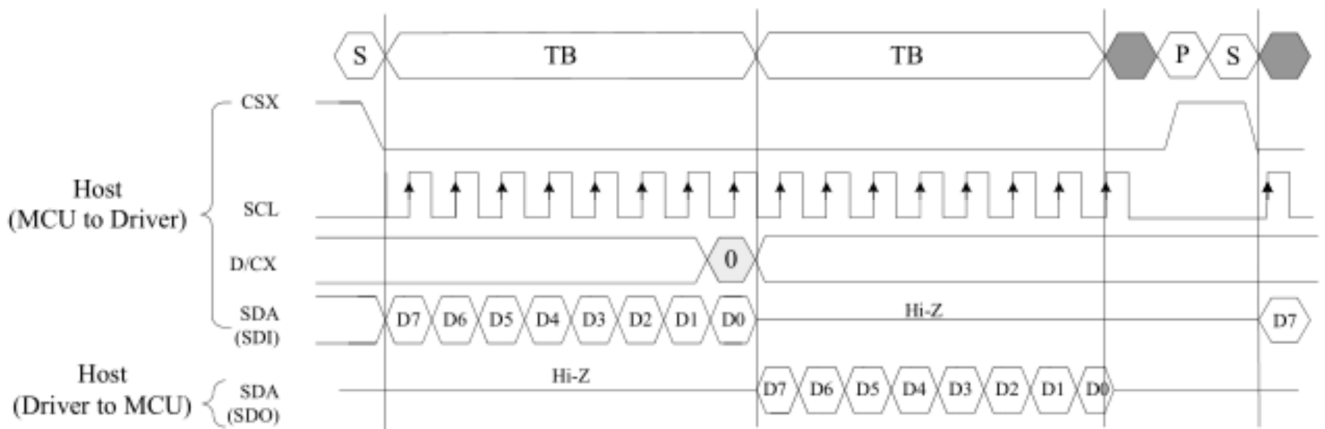 S TB TB P S
CSX
Host
(MCU to Driver)
SCL
D/CX 0
SDA
(SDI)
D7 D6 D5 D4 D3 D2 D1 D0 Hi-Z D7
Host
(Driver to MCU)
SDA
(SDO)
Hi-Z D7 D6 D5 D4 D3 D2 D1 D0